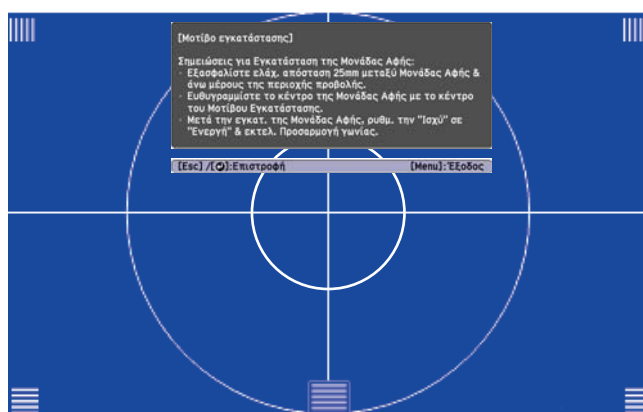 [Μοτίβο εγκατάστασης]
Σημειώσεις για Εγκατάσταση της Μονάδας Αφής:
· Εξασφαλίστε ελάχ. απόσταση 25mm μεταξύ Μονάδας Αφής &
άνω μέρους της περιοχής προβολής.
· Ευθυγραμμίστε το κέντρο της Μονάδας Αφής με το κέντρο
του Μοτίβου Εγκατάστασης.
· Μετά την εγκατ. της Μονάδας Αφής, ρυθμ. την "Ισχύ" σε
"Ενεργή" & εκτελ. Προσαρμογή γωνίας.
[Esc] /[⮌]:Επιστροφή [Menu]:Έξοδος